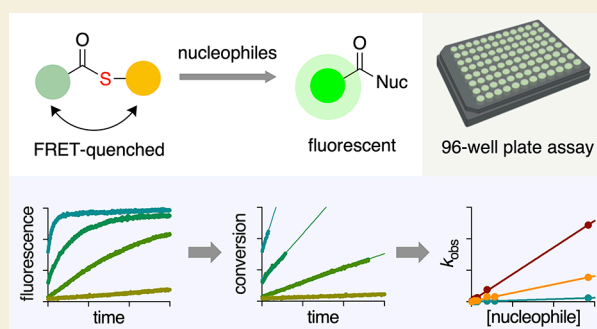 O
S
nucleophiles
O
Nuc
FRET-quenched
fluorescent
96-well plate assay
fluorescence
time
conversion
time
kobs
[nucleophile]